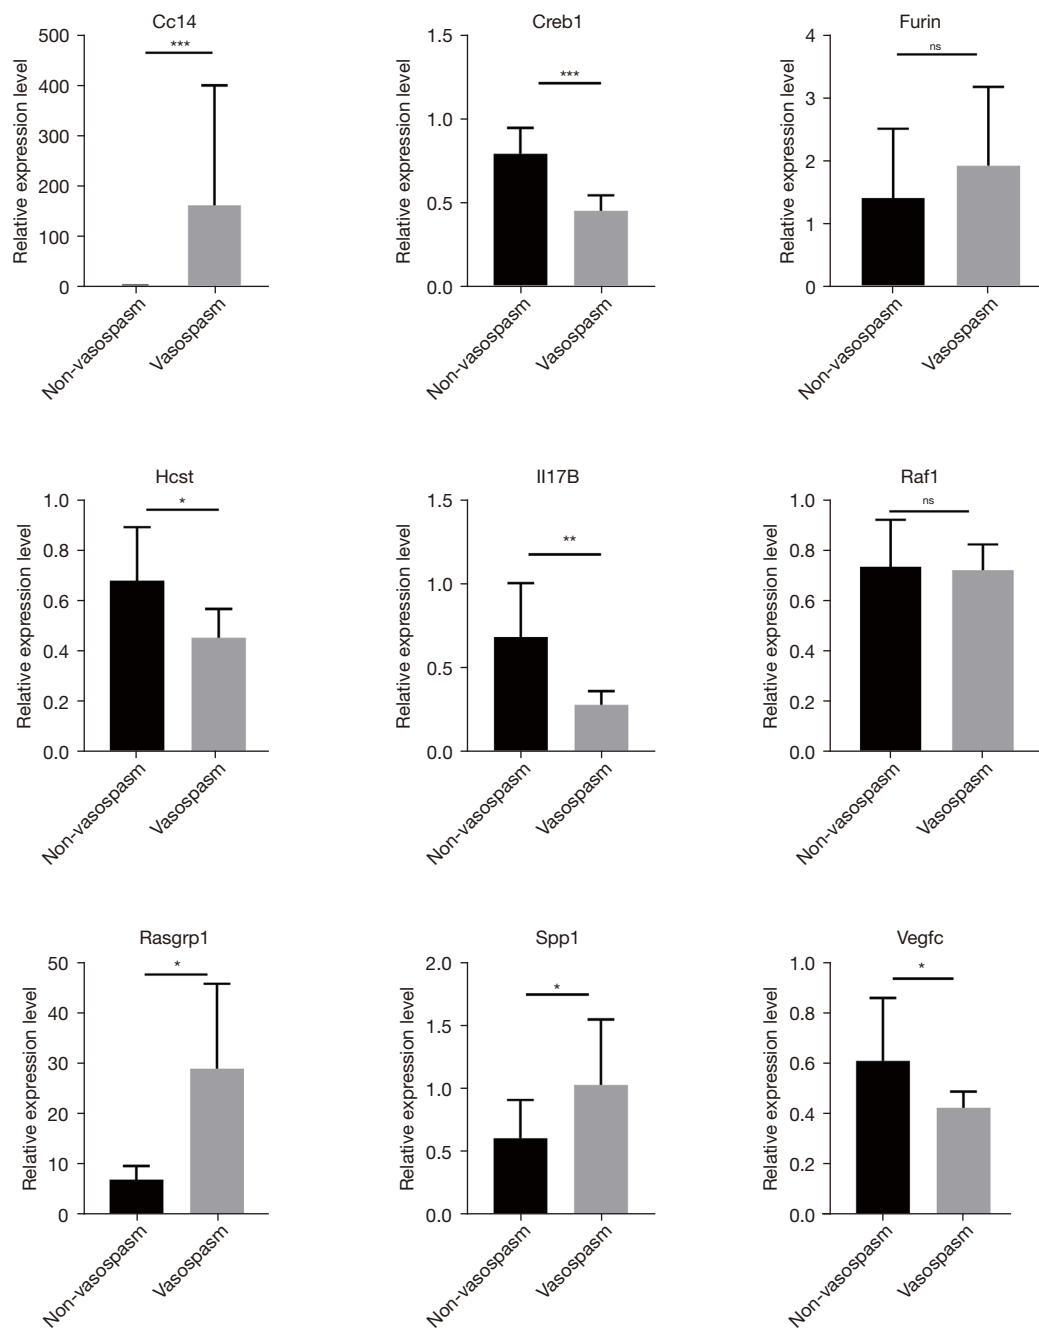 Cc14
Relative expression level
500
400
300
200
100
0
***
Non-vasospasm
Vasospasm
Creb1
Relative expression level
1.5
1.0
0.5
0.0
***
Non-vasospasm
Vasospasm
Furin
Relative expression level
4
3
2
1
0
ns
Non-vasospasm
Vasospasm
Hcst
Relative expression level
1.0
0.8
0.6
0.4
0.2
0.0
*
Non-vasospasm
Vasospasm
Il17B
Relative expression level
1.5
1.0
0.5
0.0
**
Non-vasospasm
Vasospasm
Raf1
Relative expression level
1.0
0.8
0.6
0.4
0.2
0.0
ns
Non-vasospasm
Vasospasm
Rasgrp1
Relative expression level
50
40
30
20
10
0
*
Non-vasospasm
Vasospasm
Spp1
Relative expression level
2.0
1.5
1.0
0.5
0.0
*
Non-vasospasm
Vasospasm
Vegfc
Relative expression level
1.0
0.8
0.6
0.4
0.2
0.0
*
Non-vasospasm
Vasospasm